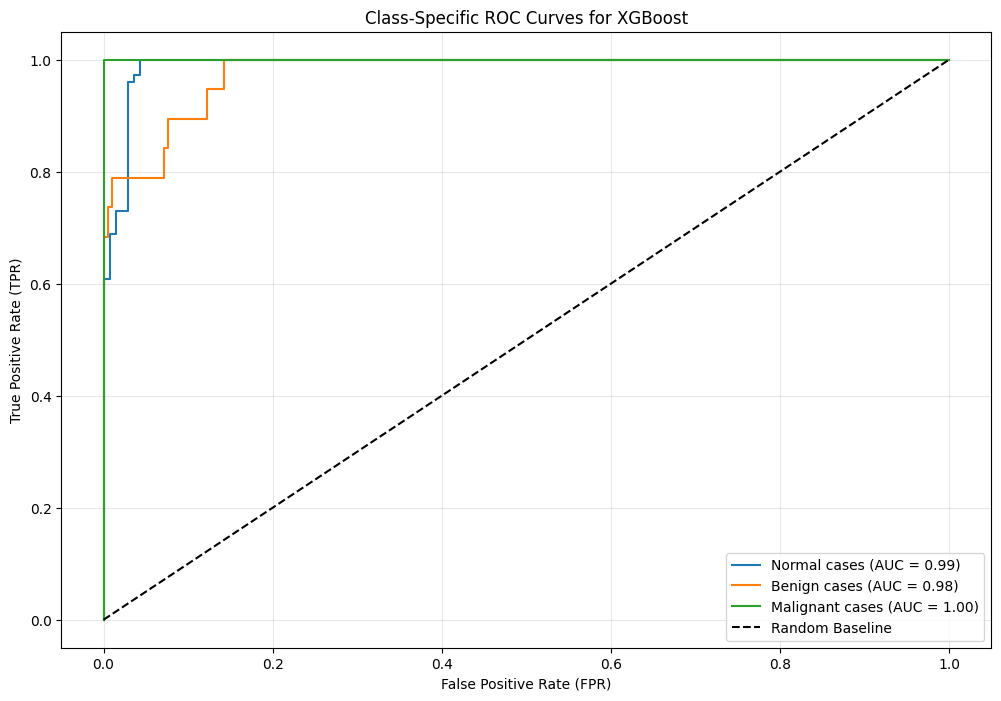 Class-Specific ROC Curves for XGBoost
True Positive Rate (TPR)
1.0
0.8
0.6
0.4
0.2
0.0
0.0 0.2 0.4 0.6 0.8 1.0
False Positive Rate (FPR)
Normal cases (AUC = 0.99)
Benign cases (AUC = 0.98)
Malignant cases (AUC = 1.00)
Random Baseline